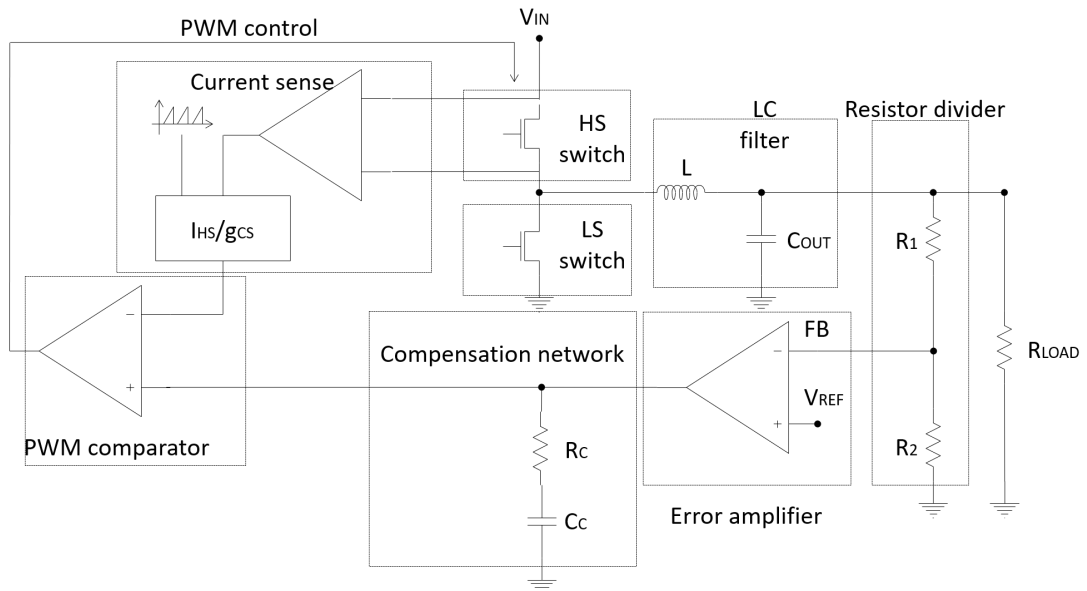 VIN
PWM control
Current sense
HS
switch
LC
filter
Resistor divider
L
IHS/gCS
LS
switch
COUT
R1
−
Compensation network
FB
−
RLOAD
+
VREF
+
PWM comparator
RC
R2
CC
Error amplifier